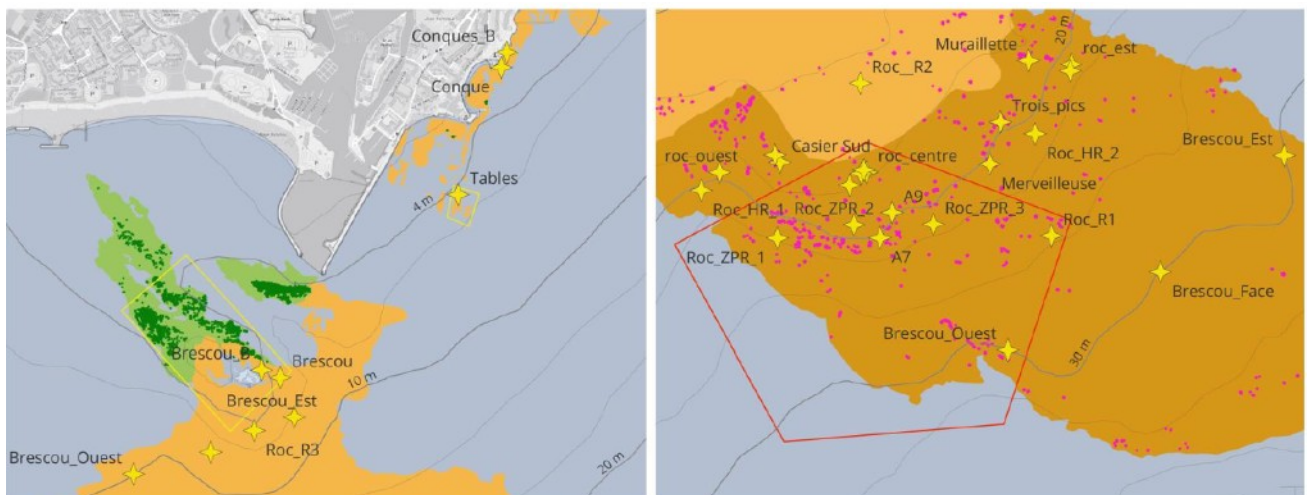 Conques_B
Conque
Tables
4 m
Brescou_B
Brescou
10 m
Brescou_Est
Roc_R3
Brescou_Ouest
20 m
20 m
Muraillette
roc_est
Roc__R2
Trois_pics
Casier Sud
Brescou_Est
roc_ouest
roc_centre
Roc_HR_2
Merveilleuse
A9
Roc_HR_1
Roc_ZPR_2
Roc_ZPR_3
Roc_R1
Roc_ZPR_1
A7
Brescou_Face
Brescou_Ouest
30 m